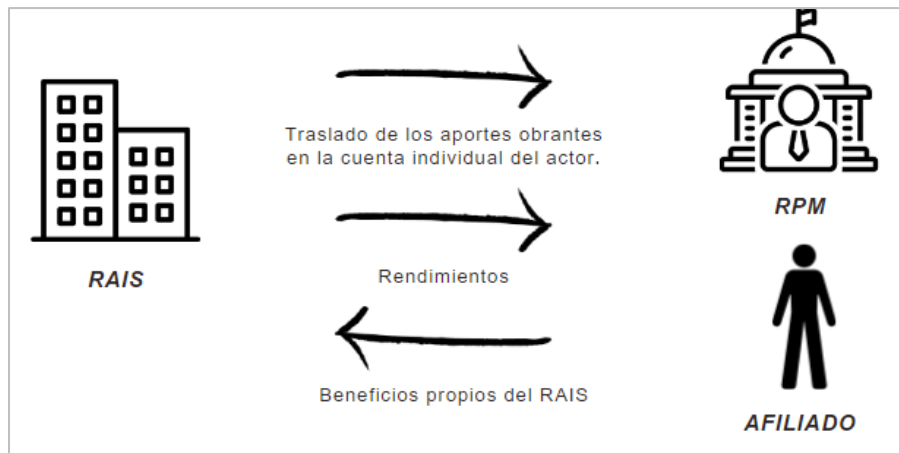 Traslado de los aportes obrantes
en la cuenta individual del actor.
RPM
RAIS
Rendimientos
Beneficios propios del RAIS
AFILIADO